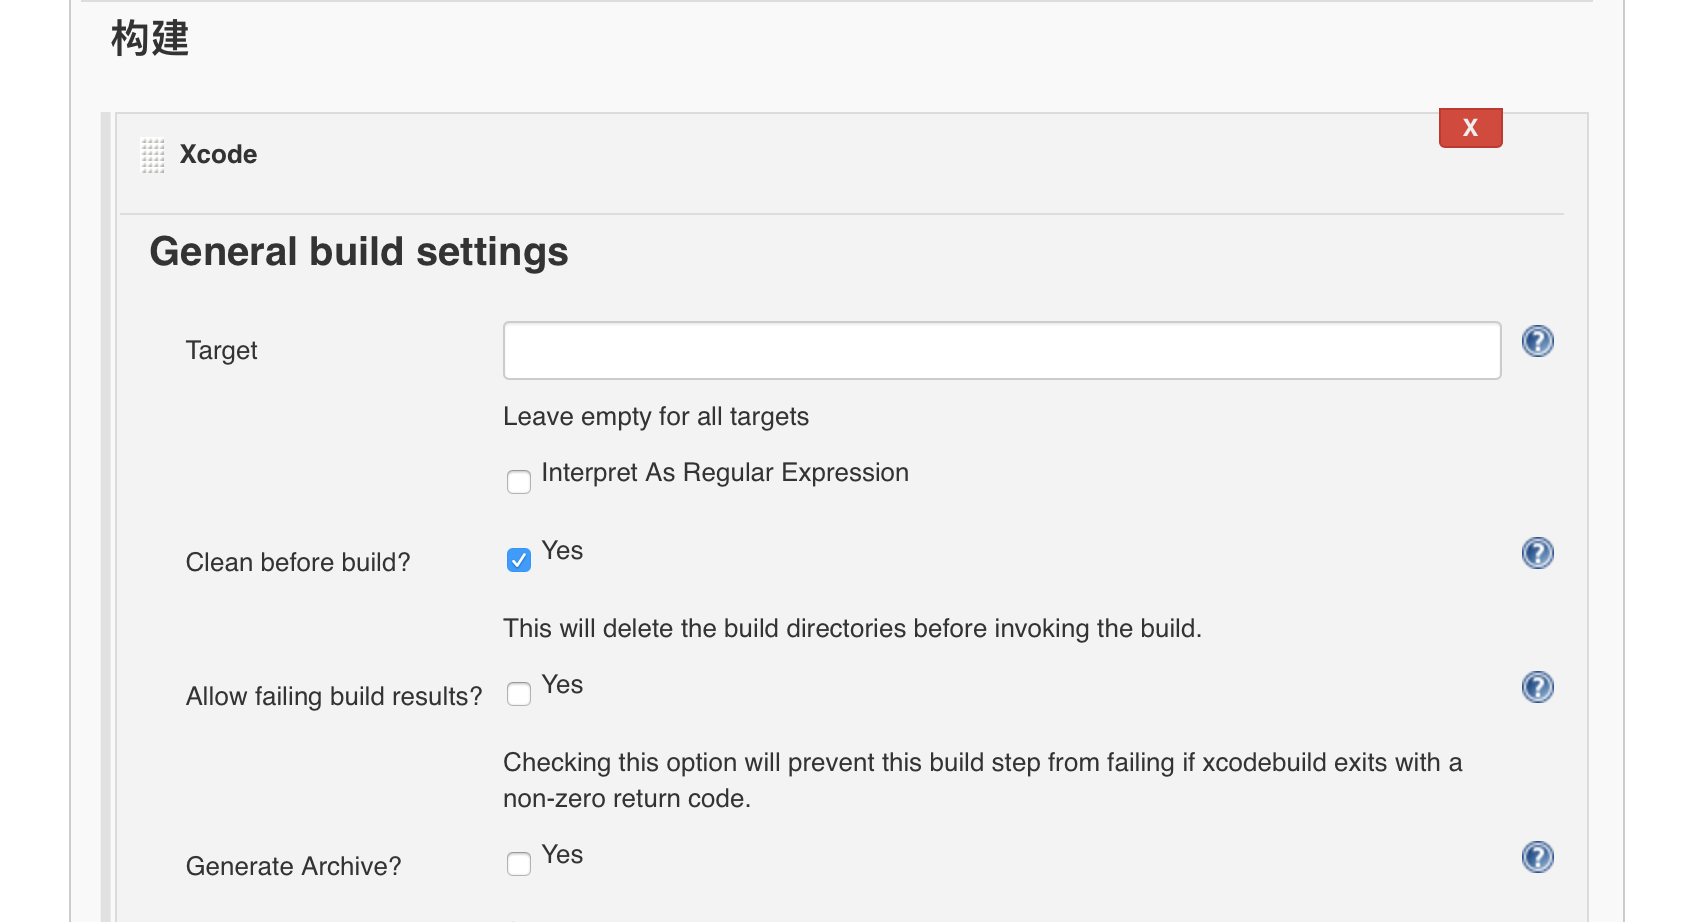 构建
X
Xcode
General build settings
Target
?
Leave empty for all targets
Interpret As Regular Expression
Clean before build?
Yes
?
This will delete the build directories before invoking the build.
Allow failing build results?
Yes
?
Checking this option will prevent this build step from failing if xcodebuild exits with a
non-zero return code.
Generate Archive?
Yes
?